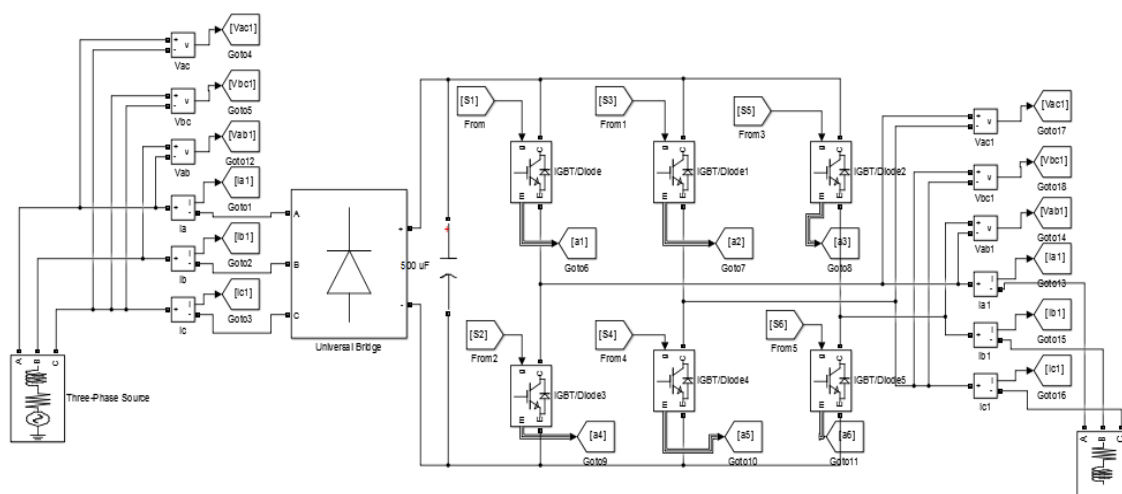 [Vac1]
Goto4
+
-
v
Vac
[Vbc1]
Goto5
+
-
v
Vbc
[Vab1]
Goto12
+
-
v
Vab
[Ia1]
Goto1
+
-
i
Ia
[Ib1]
Goto2
+
-
i
Ib
[Ic1]
Goto3
+
-
i
Ic
A
B
C
Three-Phase Source
A
B
C
+
-
Universal Bridge
+
500 uF
[S1]
From
[S3]
From1
[S5]
From3
g
C
m
E
IGBT/Diode
g
C
m
E
IGBT/Diode1
g
C
m
E
IGBT/Diode2
[a1]
Goto6
[a2]
Goto7
[a3]
Goto8
[S2]
From2
[S4]
From4
[S6]
From5
g
C
m
E
IGBT/Diode3
g
C
m
E
IGBT/Diode4
g
C
m
E
IGBT/Diode5
[a4]
Goto9
[a5]
Goto10
[a6]
Goto11
[Vac1]
Goto17
+
-
v
Vac1
[Vbc1]
Goto18
+
-
v
Vbc1
[Vab1]
Goto14
+
-
v
Vab1
[Ia1]
Goto13
+
-
i
Ia1
[Ib1]
Goto15
+
-
i
Ib1
[Ic1]
Goto16
+
-
i
Ic1
A
B
C